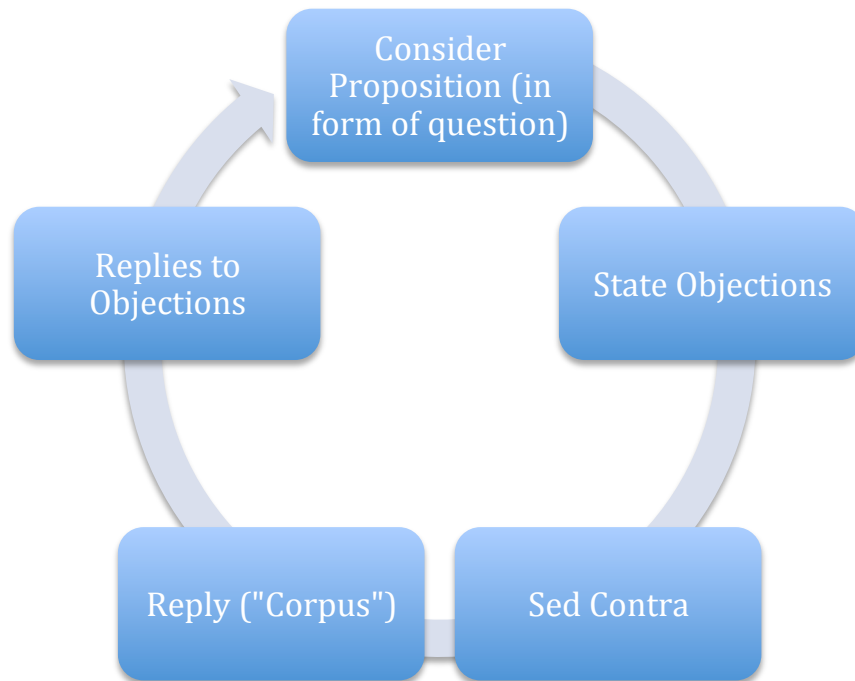 Consider
Proposition (in
form of question)
State Objections
Sed Contra
Reply ("Corpus")
Replies to
Objections